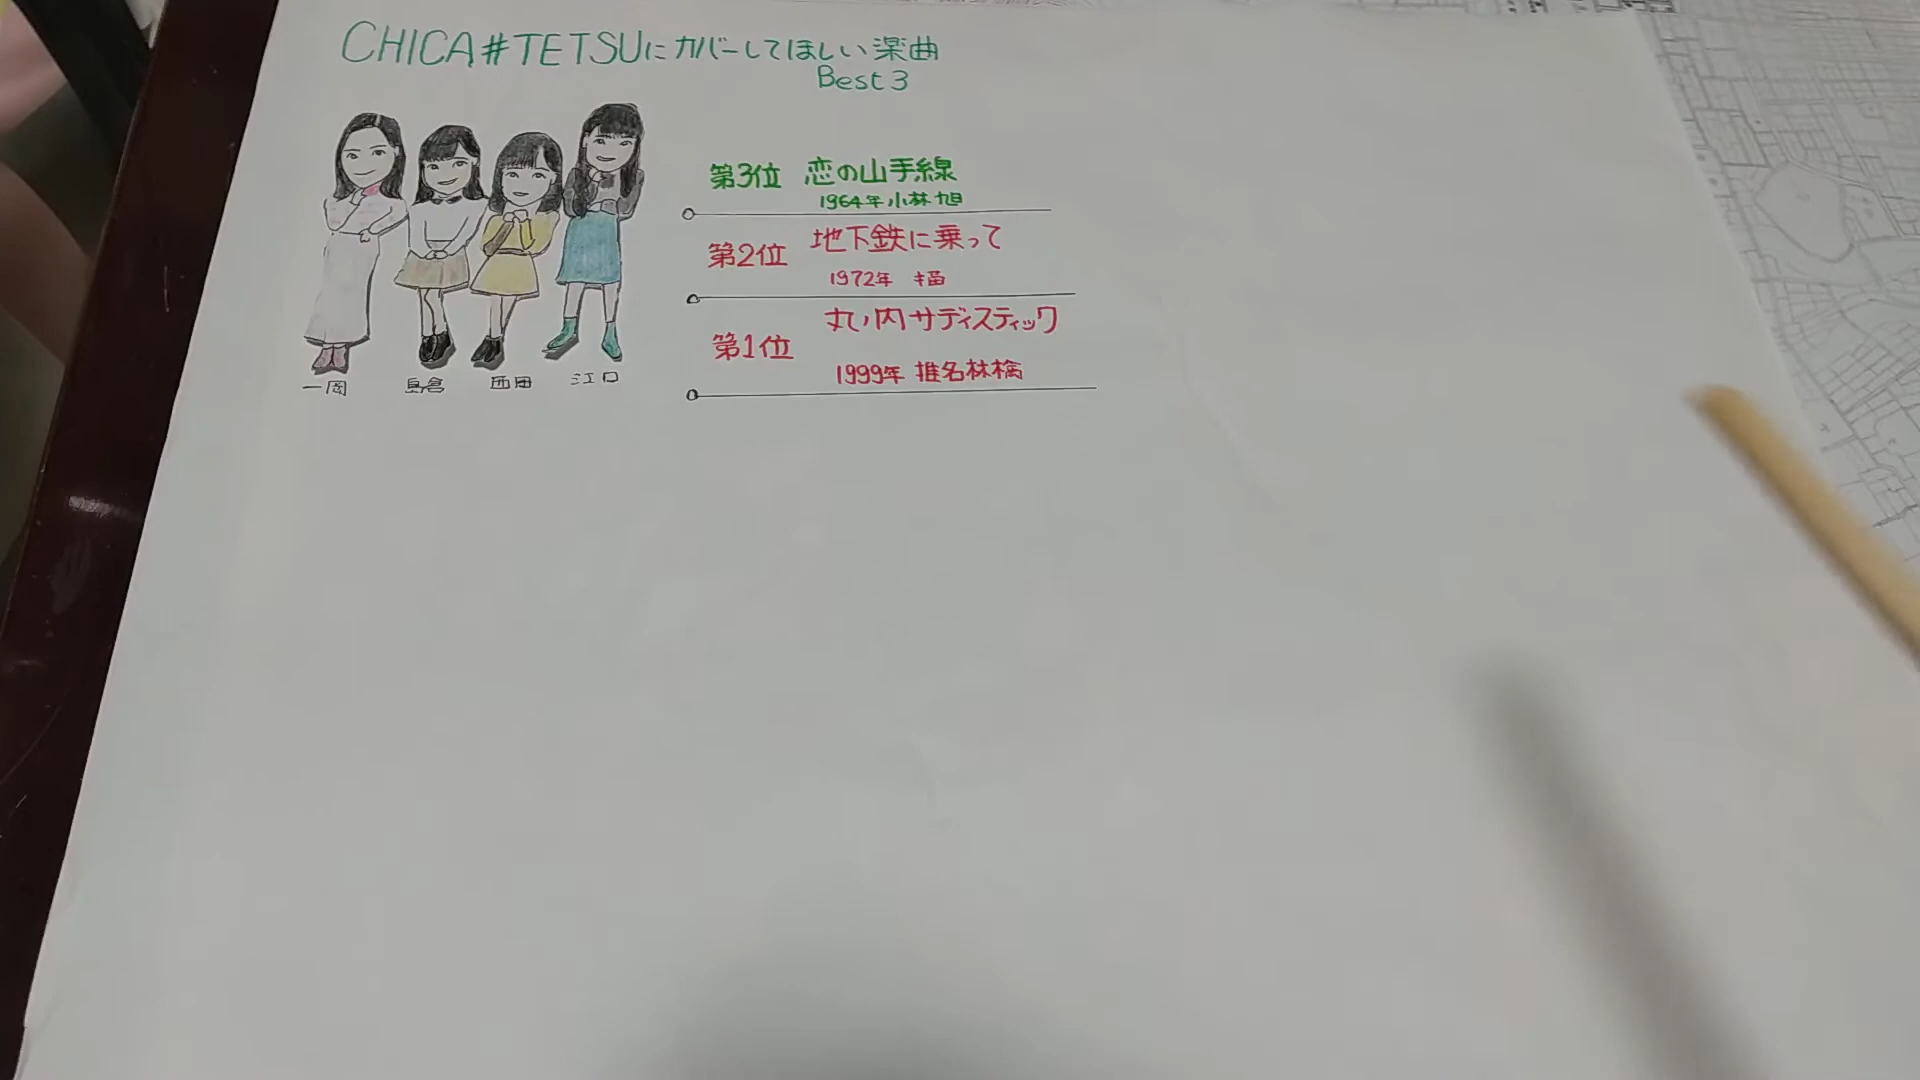 CHICA#TETSUにカバーしてほしい楽曲
Best 3
第3位 恋の山手線
1964年 小林旭
第2位 地下鉄に乗って
1972年 猫
第1位 丸ノ内サディスティック
1999年 椎名林檎
一岡 島倉 西田 江口